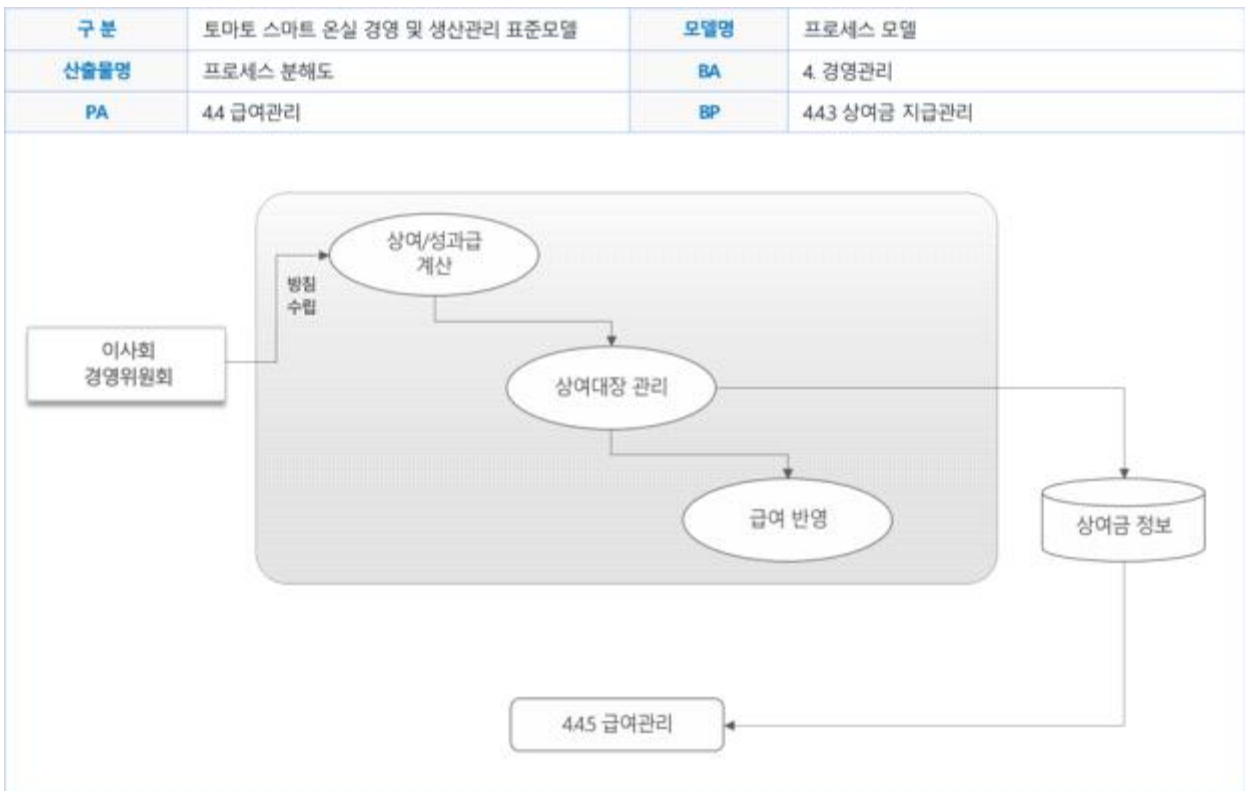 구 분 토마토 스마트 온실 경영 및 생산관리 표준모델 모델명 프로세스 모델
산출물명 프로세스 분해도 BA 4. 경영관리
PA 4.4 급여관리 BP 4.4.3 상여금 지급관리
상여/성과급
계산
방침
수립
이사회
경영위원회
상여대장 관리
급여 반영
상여금 정보
4.4.5 급여관리